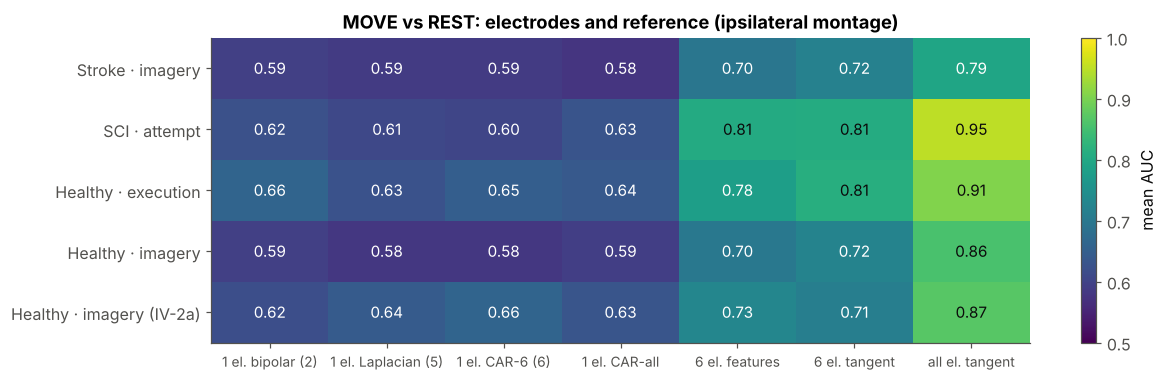 MOVE vs REST: electrodes and reference (ipsilateral montage)
Stroke · imagery 0.59 0.59 0.59 0.58 0.70 0.72 0.79
SCI · attempt 0.62 0.61 0.60 0.63 0.81 0.81 0.95
Healthy · execution 0.66 0.63 0.65 0.64 0.78 0.81 0.91
Healthy · imagery 0.59 0.58 0.58 0.59 0.70 0.72 0.86
Healthy · imagery (IV-2a) 0.62 0.64 0.66 0.63 0.73 0.71 0.87
1 el. bipolar (2) 1 el. Laplacian (5) 1 el. CAR-6 (6) 1 el. CAR-all 6 el. features 6 el. tangent all el. tangent
1.0
0.9
0.8
0.7
0.6
0.5
mean AUC